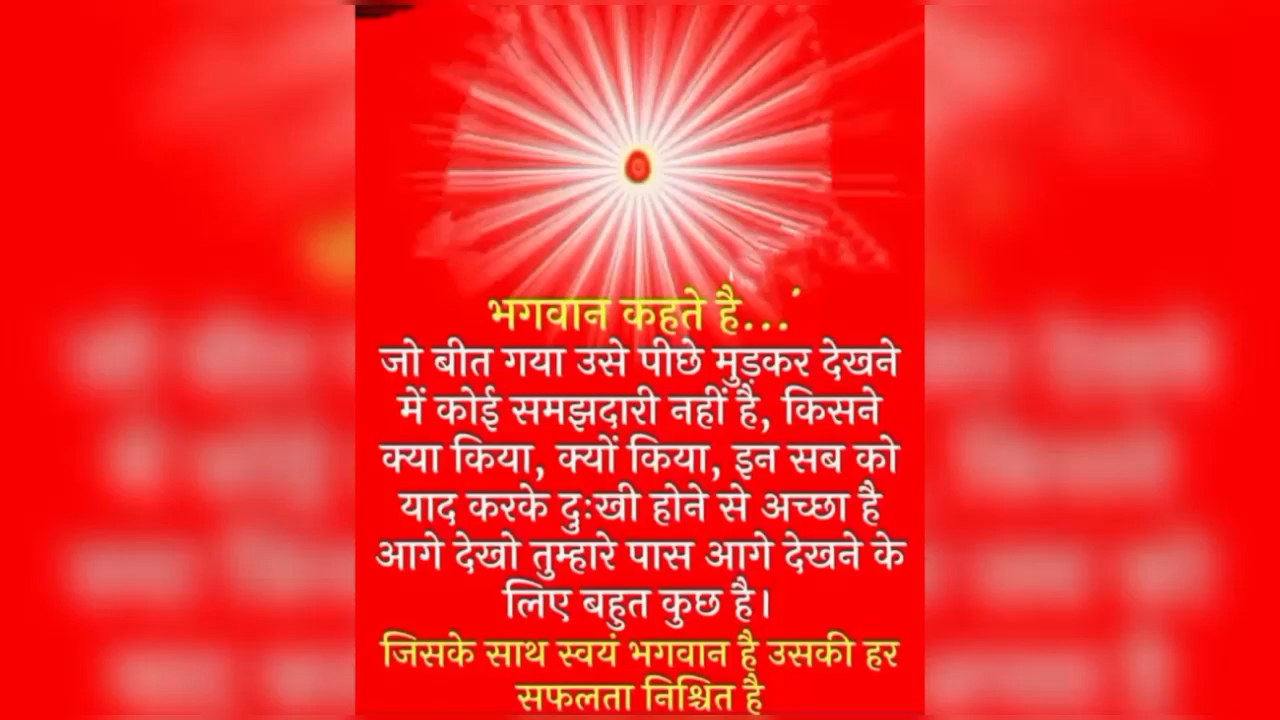 भगवान कहते है...
जो बीत गया उसे पीछे मुड़कर देखने
में कोई समझदारी नहीं है, किसने
क्या किया, क्यों किया, इन सब को
याद करके दुःखी होने से अच्छा है
आगे देखो तुम्हारे पास आगे देखने के
लिए बहुत कुछ है।
जिसके साथ स्वयं भगवान है उसकी हर
सफलता निश्चित है